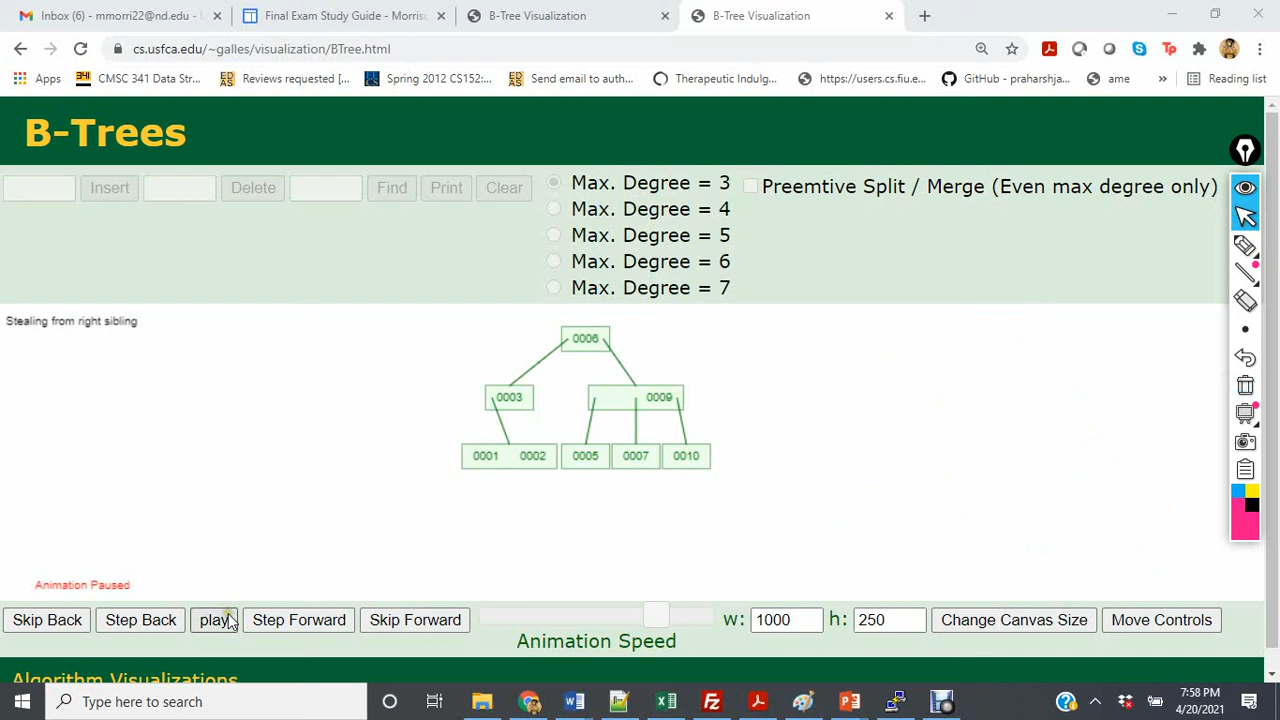 mmorri22@nd.edu - L
Final Exam Study Guide - Morriso
B-Tree Visualization
B-Tree Visualization
cs.usfca.edu/~galles/visualization/BTree.html
Apps
CMSC 341 Data Str...
Reviews requested [...
Spring 2012 CS152:...
Send email to auth...
Therapeutic Indulg...
https://users.cs.fiu.e...
GitHub - praharshja...
ame
»
Reading list
B-Trees
Insert
Delete
Find
Print
Clear
Max. Degree = 3
Max. Degree = 4
Max. Degree = 5
Max. Degree = 6
Max. Degree = 7
Preemtive Split / Merge (Even max degree only)
Stealing from right sibling
0006
0003
0009
0001 0002
0005
0007
0010
Animation Paused
Skip Back
Step Back
play
Step Forward
Skip Forward
Animation Speed
w: 1000
h: 250
Change Canvas Size
Move Controls
Algorithm Visualizations
Type here to search
7:58 PM
4/20/2021